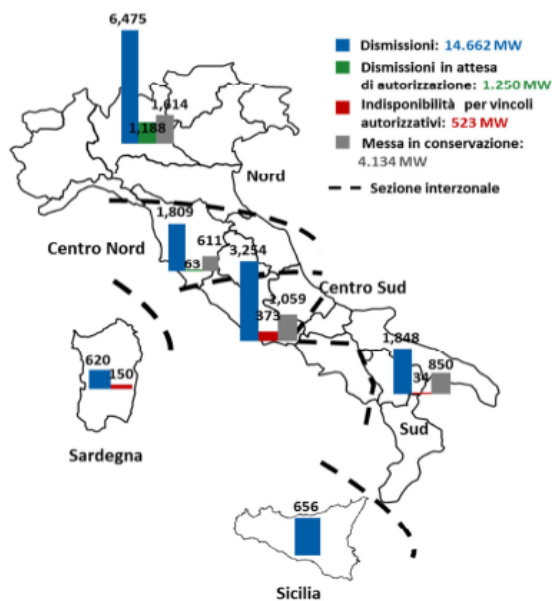 6,475
Dismissioni: 14.662 MW
Dismissioni in attesa
di autorizzazione: 1.250 MW
Indisponibilità per vincoli
autorizzativi: 523 MW
Messa in conservazione:
4.134 MW
Sezione interzonale
1,614
1,188
Nord
1,809
611
63
Centro Nord
3,254
Centro Sud
1,059
373
1,848
850
34
Sud
620
150
Sardegna
656
Sicilia